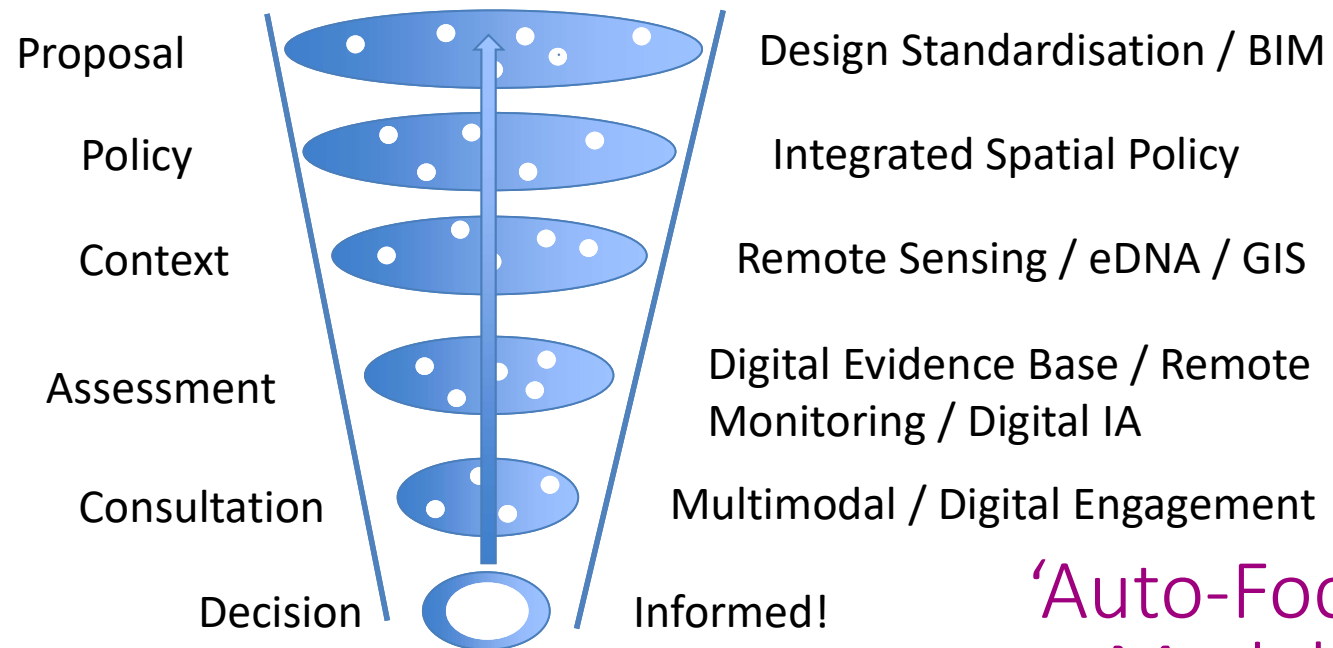 Proposal
Design Standardisation / BIM
Policy
Integrated Spatial Policy
Context
Remote Sensing / eDNA / GIS
Assessment
Digital Evidence Base / Remote
Monitoring / Digital IA
Consultation
Multimodal / Digital Engagement
Decision
Informed!